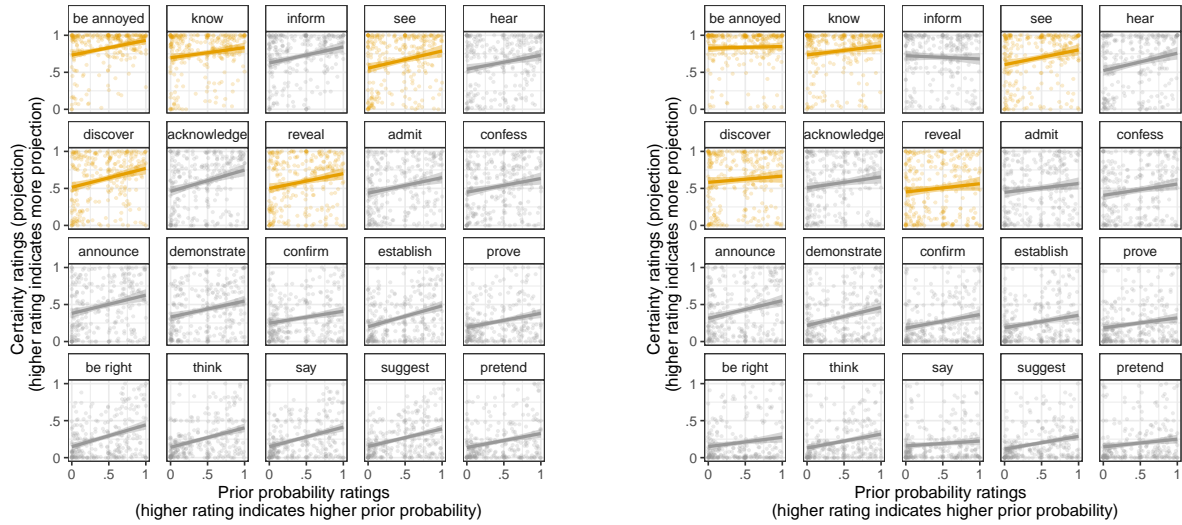 Certainty ratings (projection)
(higher rating indicates more projection)
be annoyed know inform see hear
1
.5
0
discover acknowledge reveal admit confess
1
.5
0
announce demonstrate confirm establish prove
1
.5
0
be right think say suggest pretend
1
.5
0
0 .5 1 0 .5 1 0 .5 1 0 .5 1 0 .5 1
Prior probability ratings
(higher rating indicates higher prior probability)
Certainty ratings (projection)
(higher rating indicates more projection)
be annoyed know inform see hear
1
.5
0
discover acknowledge reveal admit confess
1
.5
0
announce demonstrate confirm establish prove
1
.5
0
be right think say suggest pretend
1
.5
0
0 .5 1 0 .5 1 0 .5 1 0 .5 1 0 .5 1
Prior probability ratings
(higher rating indicates higher prior probability)